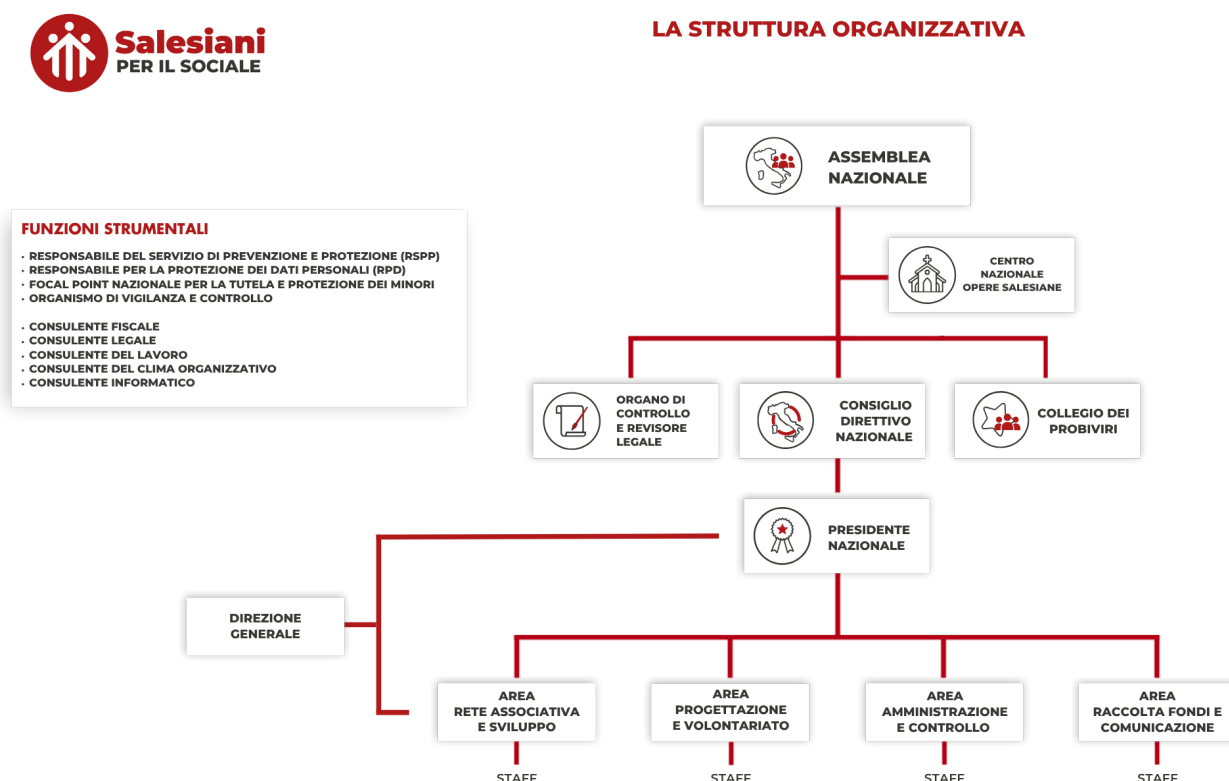 Salesiani
PER IL SOCIALE
LA STRUTTURA ORGANIZZATIVA
ASSEMBLEA
NAZIONALE
FUNZIONI STRUMENTALI
· RESPONSABILE DEL SERVIZIO DI PREVENZIONE E PROTEZIONE (RSPP)
· RESPONSABILE PER LA PROTEZIONE DEI DATI PERSONALI (RPD)
· FOCAL POINT NAZIONALE PER LA TUTELA E PROTEZIONE DEI MINORI
· ORGANISMO DI VIGILANZA E CONTROLLO
· CONSULENTE FISCALE
· CONSULENTE LEGALE
· CONSULENTE DEL LAVORO
· CONSULENTE DEL CLIMA ORGANIZZATIVO
· CONSULENTE INFORMATICO
CENTRO
NAZIONALE
OPERE SALESIANE
ORGANO DI
CONTROLLO
E REVISORE
LEGALE
CONSIGLIO
DIRETTIVO
NAZIONALE
COLLEGIO DEI
PROBIVIRI
PRESIDENTE
NAZIONALE
DIREZIONE
GENERALE
AREA
RETE ASSOCIATIVA
E SVILUPPO
AREA
PROGETTAZIONE
E VOLONTARIATO
AREA
AMMINISTRAZIONE
E CONTROLLO
AREA
RACCOLTA FONDI E
COMUNICAZIONE
STAFF
STAFF
STAFF
STAFF